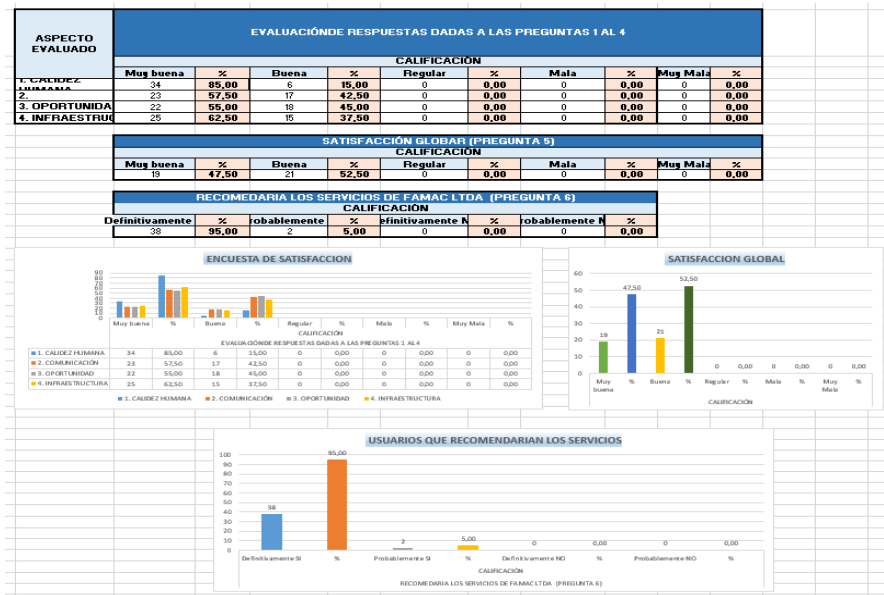 ASPECTO EVALUADO
EVALUACIÓNDE RESPUESTAS DADAS A LAS PREGUNTAS 1 AL 4
CALIFICACIÓN
Muy buena % Buena % Regular % Mala % Muy Mala %
1. CALIDEZ HUMANA 34 85,00 6 15,00 0 0,00 0 0,00 0 0,00
2. 23 57,50 17 42,50 0 0,00 0 0,00 0 0,00
3. OPORTUNIDA 22 55,00 18 45,00 0 0,00 0 0,00 0 0,00
4. INFRAESTRUC 25 62,50 15 37,50 0 0,00 0 0,00 0 0,00
SATISFACCIÓN GLOBAR (PREGUNTA 5)
CALIFICACIÓN
Muy buena % Buena % Regular % Mala % Muy Mala %
19 47,50 21 52,50 0 0,00 0 0,00 0 0,00
RECOMEDARIA LOS SERVICIOS DE FAMAC LTDA (PREGUNTA 6)
CALIFICACIÓN
Definitivamente % robablemente % efinitivamente N % robablemente N %
38 95,00 2 5,00 0 0,00 0 0,00
ENCUESTA DE SATISFACCION
90
80
70
60
50
40
30
20
10
0
Muy buena % Buena % Regular % Mala % Muy Mala %
CALIFICACIÓN
EVALUACIÓNDE RESPUESTAS DADAS A LAS PREGUNTAS 1 AL 4
1. CALIDEZ HUMANA 34 85,00 6 15,00 0 0,00 0 0,00 0 0,00
2. COMUNICACIÓN 23 57,50 17 42,50 0 0,00 0 0,00 0 0,00
3. OPORTUNIDAD 22 55,00 18 45,00 0 0,00 0 0,00 0 0,00
4. INFRAESTRUCTURA 25 62,50 15 37,50 0 0,00 0 0,00 0 0,00
1. CALIDEZ HUMANA 2. COMUNICACIÓN 3. OPORTUNIDAD 4. INFRAESTRUCTURA
SATISFACCION GLOBAL
60
50
40
30
20
10
0
19 47,50 21 52,50 0 0,00 0 0,00 0 0,00
Muy buena % Buena % Regular % Mala % Muy Mala %
CALIFICACIÓN
USUARIOS QUE RECOMENDARIAN LOS SERVICIOS
100
90
80
70
60
50
40
30
20
10
0
38 95,00 2 5,00 0 0,00 0 0,00
Definitivamente SI % Probablemente SI % Definitivamente NO % Probablemente NO %
CALIFICACIÓN
RECOMEDARIA LOS SERVICIOS DE FAMAC LTDA (PREGUNTA 6)